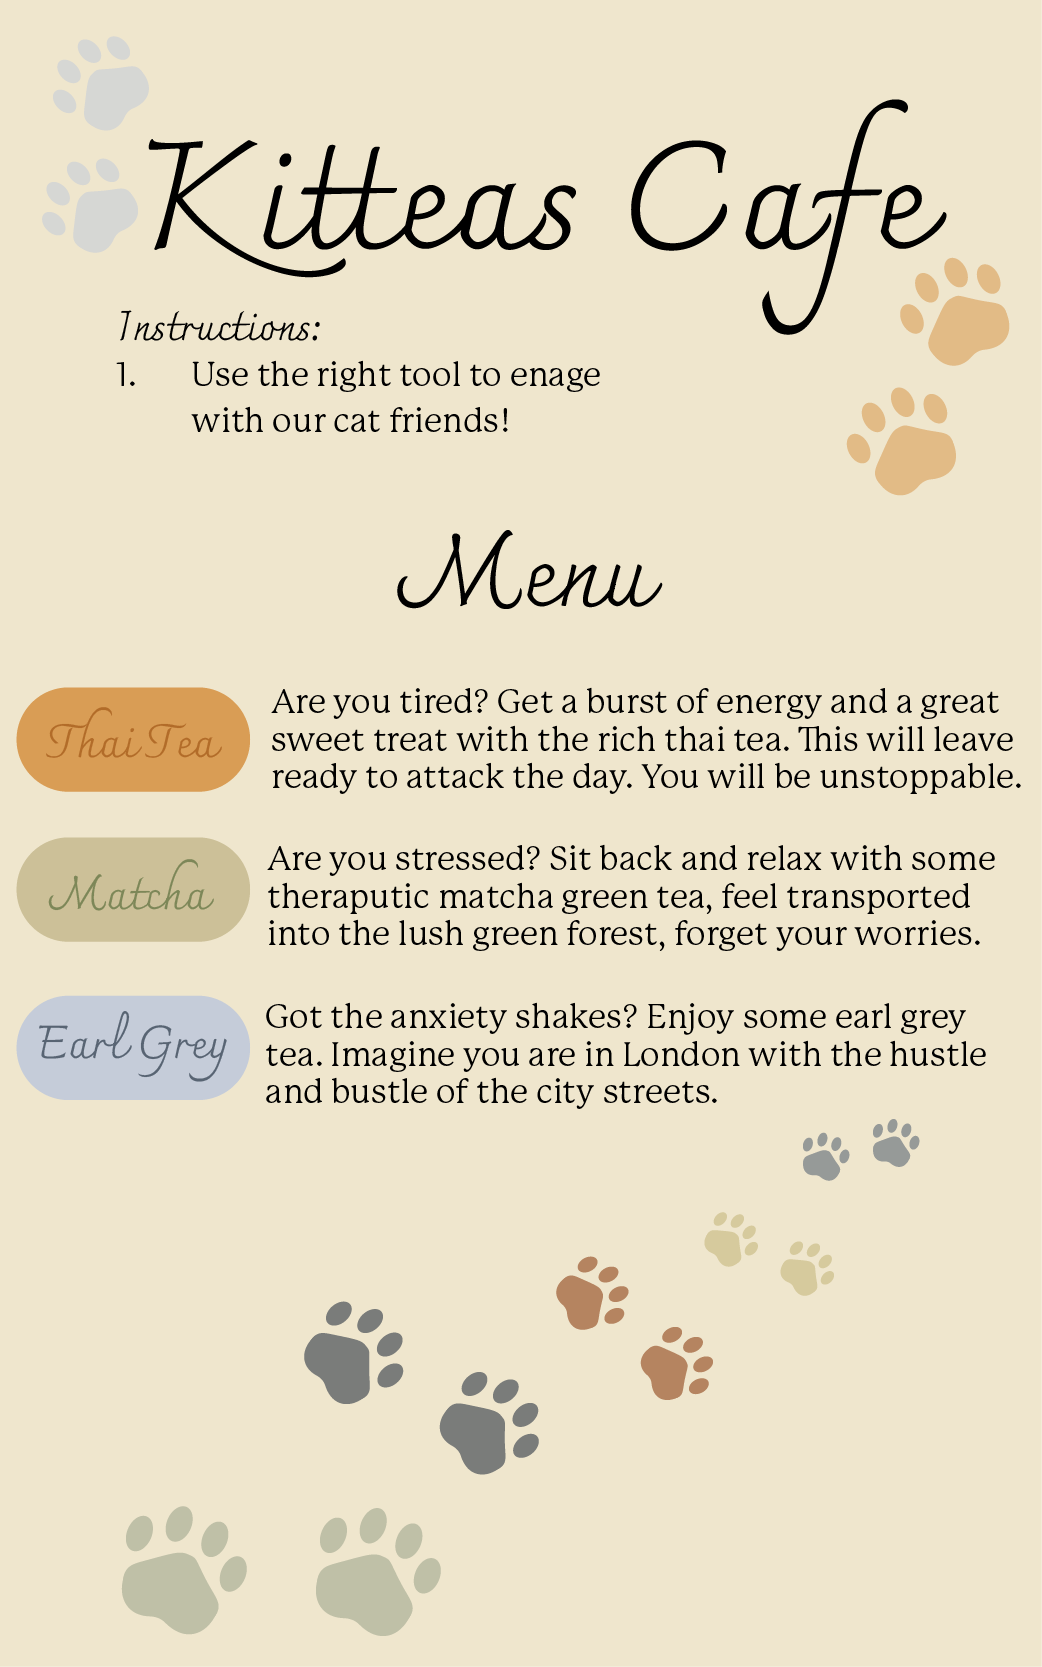 Kitteas Cafe
Instructions:
1. Use the right tool to enage
with our cat friends!
Menu
Thai Tea
Are you tired? Get a burst of energy and a great
sweet treat with the rich thai tea. This will leave
ready to attack the day. You will be unstoppable.
Matcha
Are you stressed? Sit back and relax with some
theraputic matcha green tea, feel transported
into the lush green forest, forget your worries.
Earl Grey
Got the anxiety shakes? Enjoy some earl grey
tea. Imagine you are in London with the hustle
and bustle of the city streets.